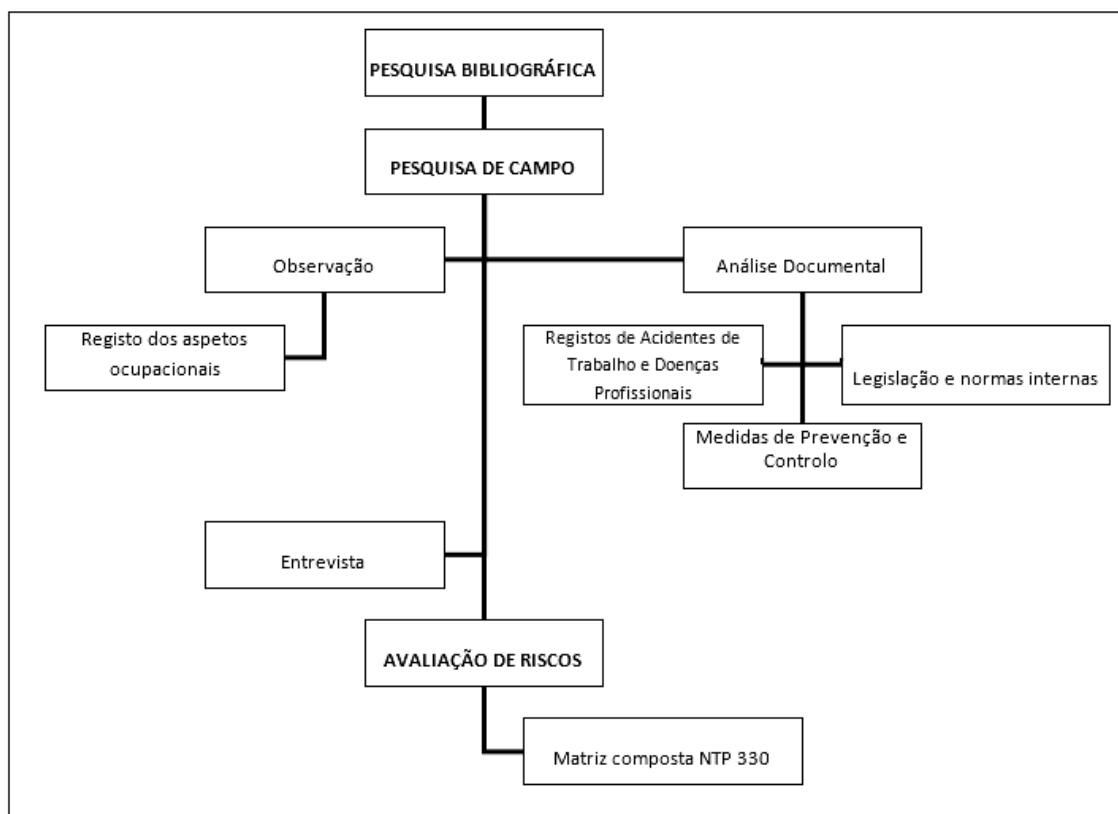 PESQUISA BIBLIOGRÁFICA
PESQUISA DE CAMPO
Observação
Análise Documental
Registo dos aspetos
ocupacionais
Registos de Acidentes de
Trabalho e Doenças
Profissionais
Legislação e normas internas
Medidas de Prevenção e
Controlo
Entrevista
AVALIAÇÃO DE RISCOS
Matriz composta NTP 330